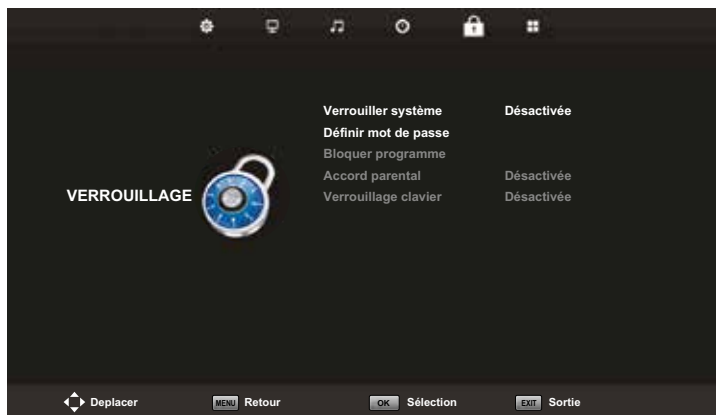 Verrouiller système Désactivée
Définir mot de passe
Bloquer programme
Accord parental Désactivée
VERROUILLAGE
Verrouillage clavier Désactivée
Deplacer MENU Retour OK Sélection EXIT Sortie